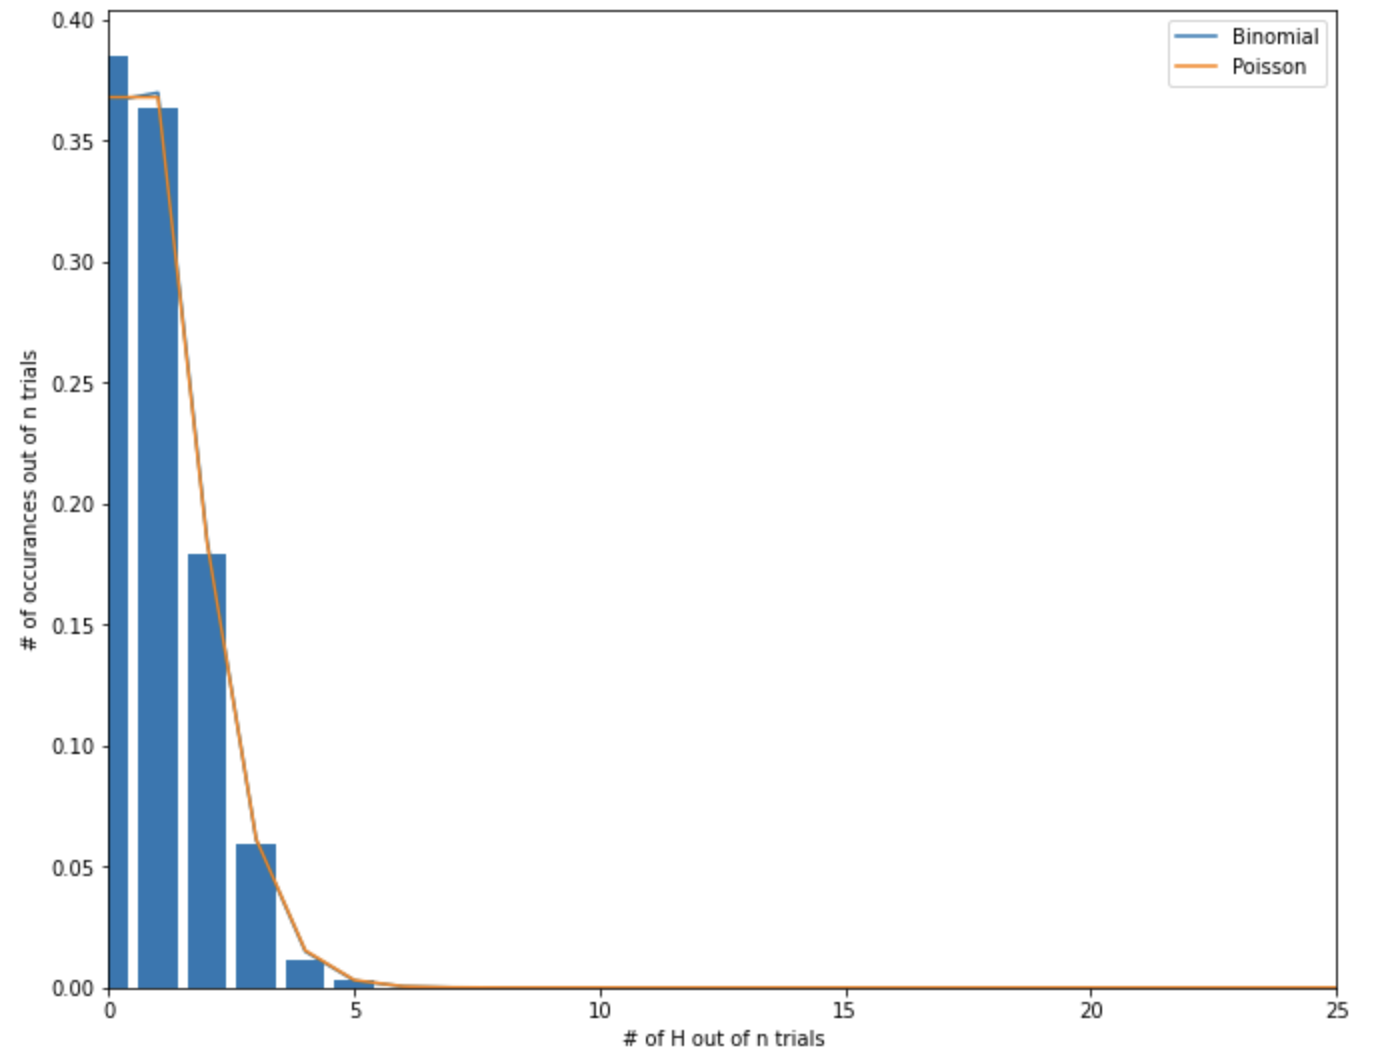 Binomial
Poisson
# of occurances out of n trials
0.40
0.35
0.30
0.25
0.20
0.15
0.10
0.05
0.00
0 5 10 15 20 25
# of H out of n trials